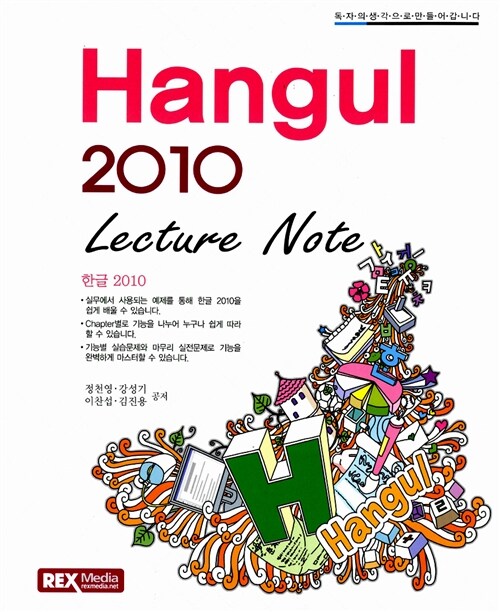 독·자·의·생·각·으·로·만·들·어·갑·니·다
Hangul
2010
Lecture Note
한글 2010
• 실무에서 사용되는 예제를 통해 한글 2010을
쉽게 배울 수 있습니다.
• Chapter별로 기능을 나누어 누구나 쉽게 따라
할 수 있습니다.
• 기능별 실습문제와 마무리 실전문제로 기능을
완벽하게 마스터할 수 있습니다.
정천영·강성기
이찬섭·김진용 공저
H
Hangul
REX Media
rexmedia.net